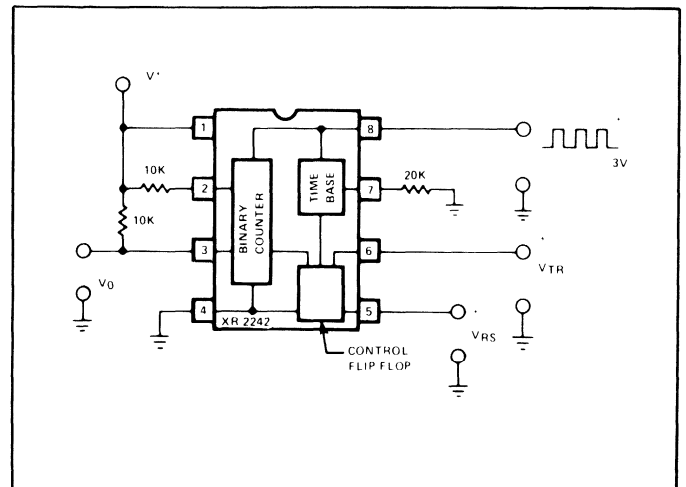 V+
1
8
3V
10K
2
BINARY
COUNTER
TIME
BASE
7
20K
10K
3
6
VTR
VO
4
XR 2242
5
VRS
CONTROL
FLIP FLOP